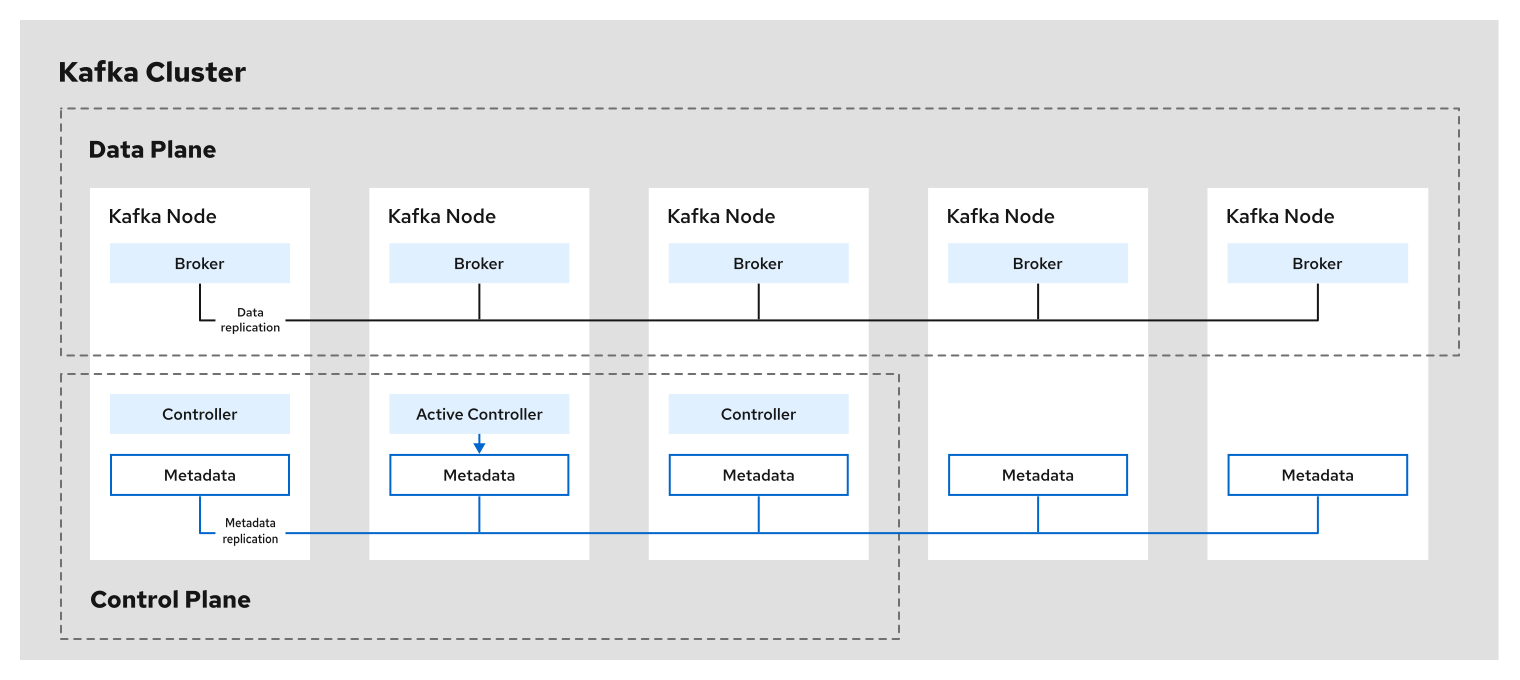 Kafka Cluster
Data Plane
Kafka Node
Kafka Node
Kafka Node
Kafka Node
Kafka Node
Broker
Broker
Broker
Broker
Broker
Data
replication
Controller
Active Controller
Controller
Metadata
Metadata
Metadata
Metadata
Metadata
Metadata
replication
Control Plane